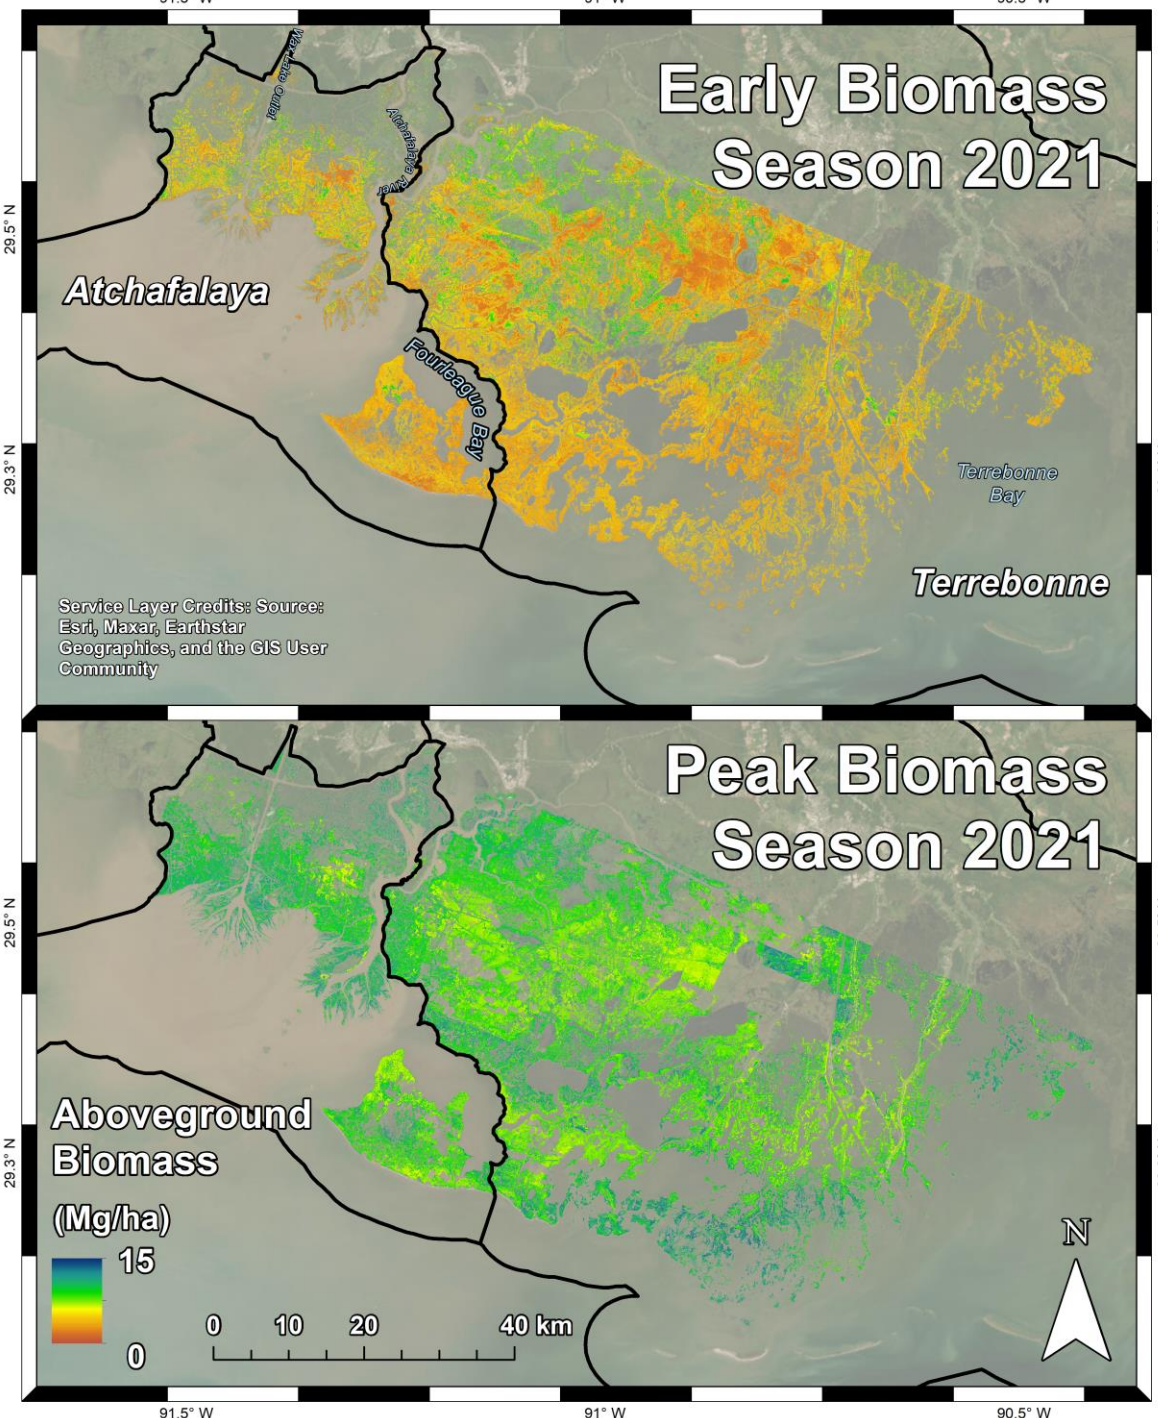 91.5° W
91° W
90.5° W
Early Biomass
Season 2021
Wax Lake Outlet
Atchafalaya River
29.5° N
Atchafalaya
Fourleague Bay
29.3° N
Terrebonne
Bay
Terrebonne
Service Layer Credits: Source:
Esri, Maxar, Earthstar
Geographics, and the GIS User
Community
Peak Biomass
Season 2021
29.5° N
Aboveground
Biomass
(Mg/ha)
29.3° N
15
0
0 10 20 40 km
N
91.5° W
91° W
90.5° W